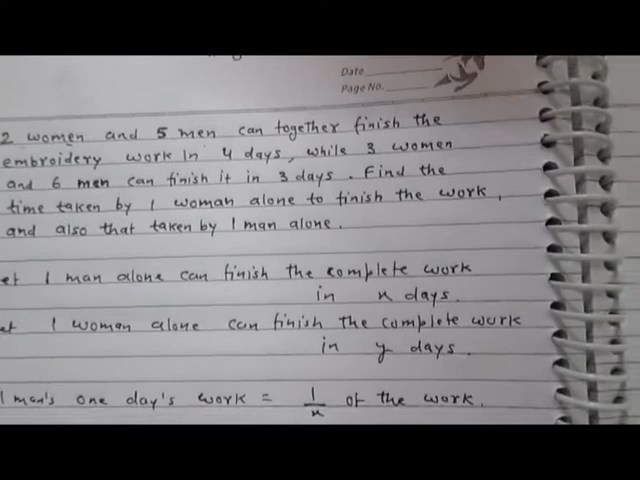 Date
Page No.
2 women and 5 men can together finish the
embroidery work in 4 days, while 3 women
and 6 men can finish it in 3 days. Find the
time taken by 1 woman alone to finish the work,
and also that taken by 1 man alone.
et 1 man alone can finish the complete work
in x days.
et 1 woman alone can finish the complete work
in y days.
1 man's one day's work = 1/x of the work.